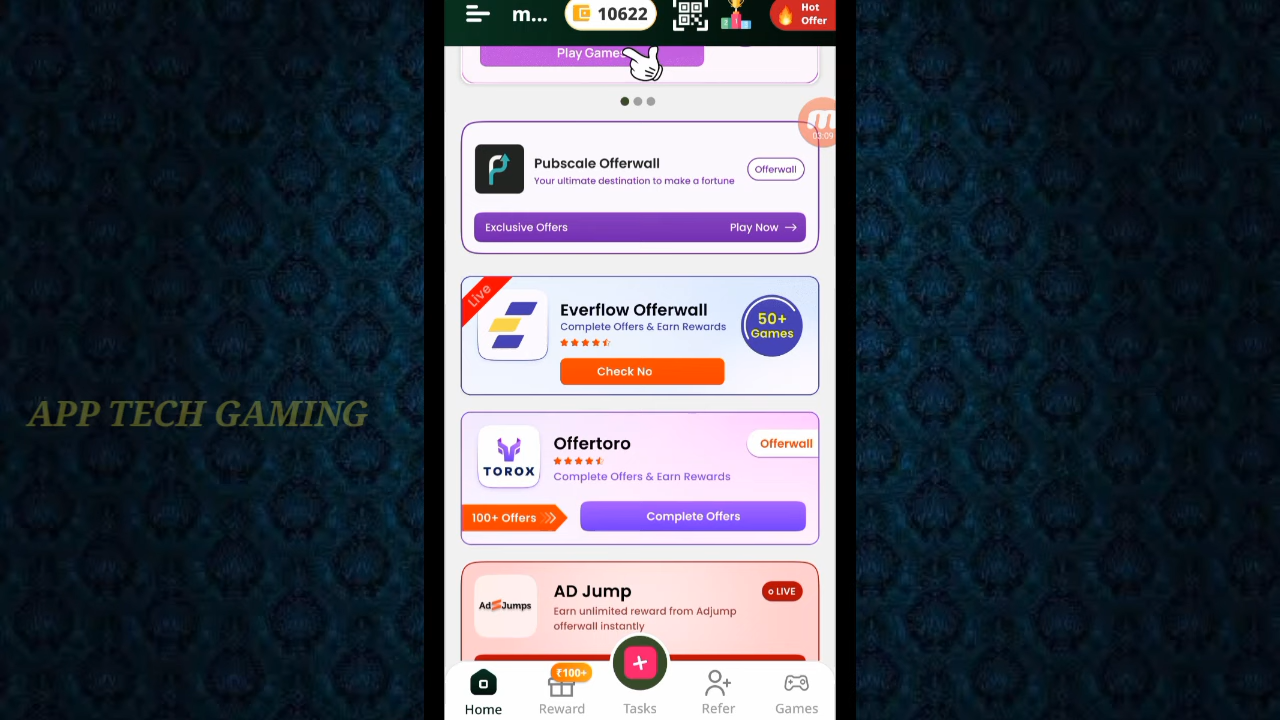 m...
10622
Hot
Offer
Play Games
03:09
Pubscale Offerwall
Your ultimate destination to make a fortune
Offerwall
Exclusive Offers
Play Now
Live
Everflow Offerwall
Complete Offers & Earn Rewards
50+
Games
Check No
APP TECH GAMING
Offertoro
Offerwall
TOROX
Complete Offers & Earn Rewards
100+ Offers
Complete Offers
AD Jump
LIVE
AdJumps
Earn unlimited reward from Adjump
offerwall instantly
₹100+
Home
Reward
Tasks
Refer
Games